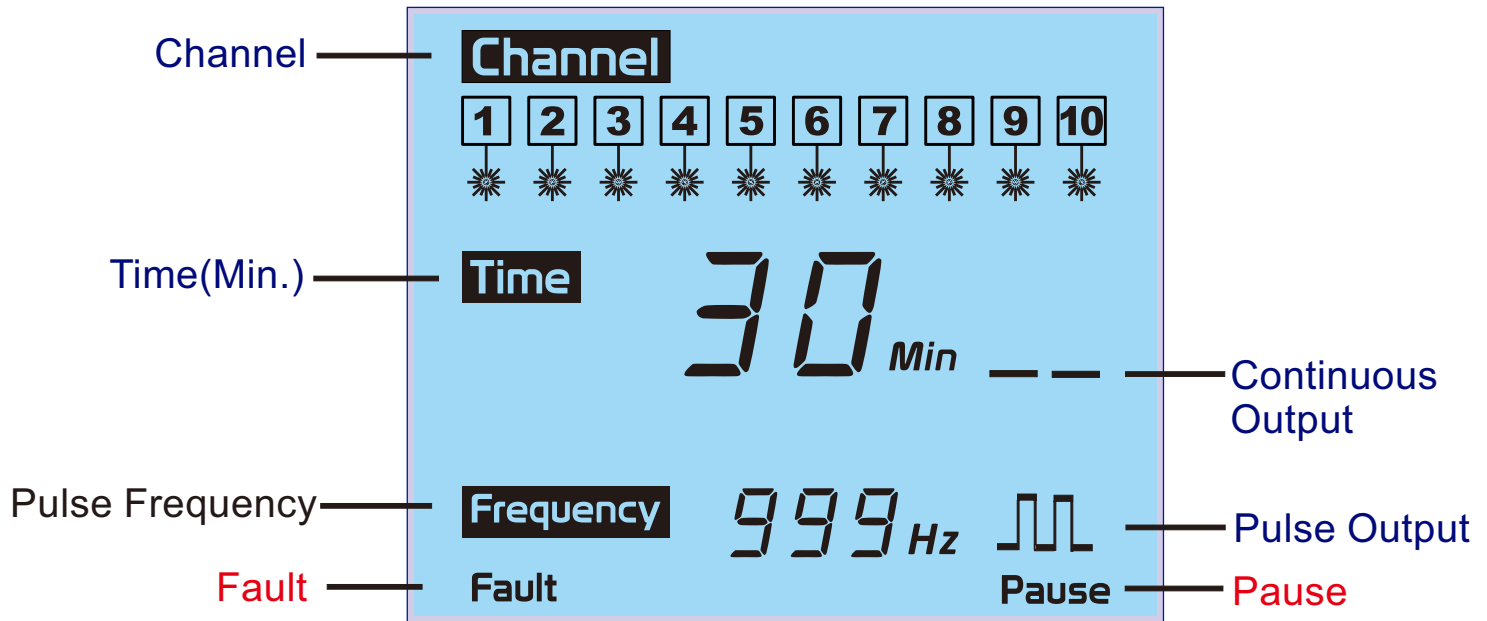 Channel Channel
1 2 3 4 5 6 7 8 9 10
Time(Min.) Time 30 Min
Continuous
Output
Pulse Frequency Frequency 999 Hz Pulse Output
Fault Fault Pause Pause